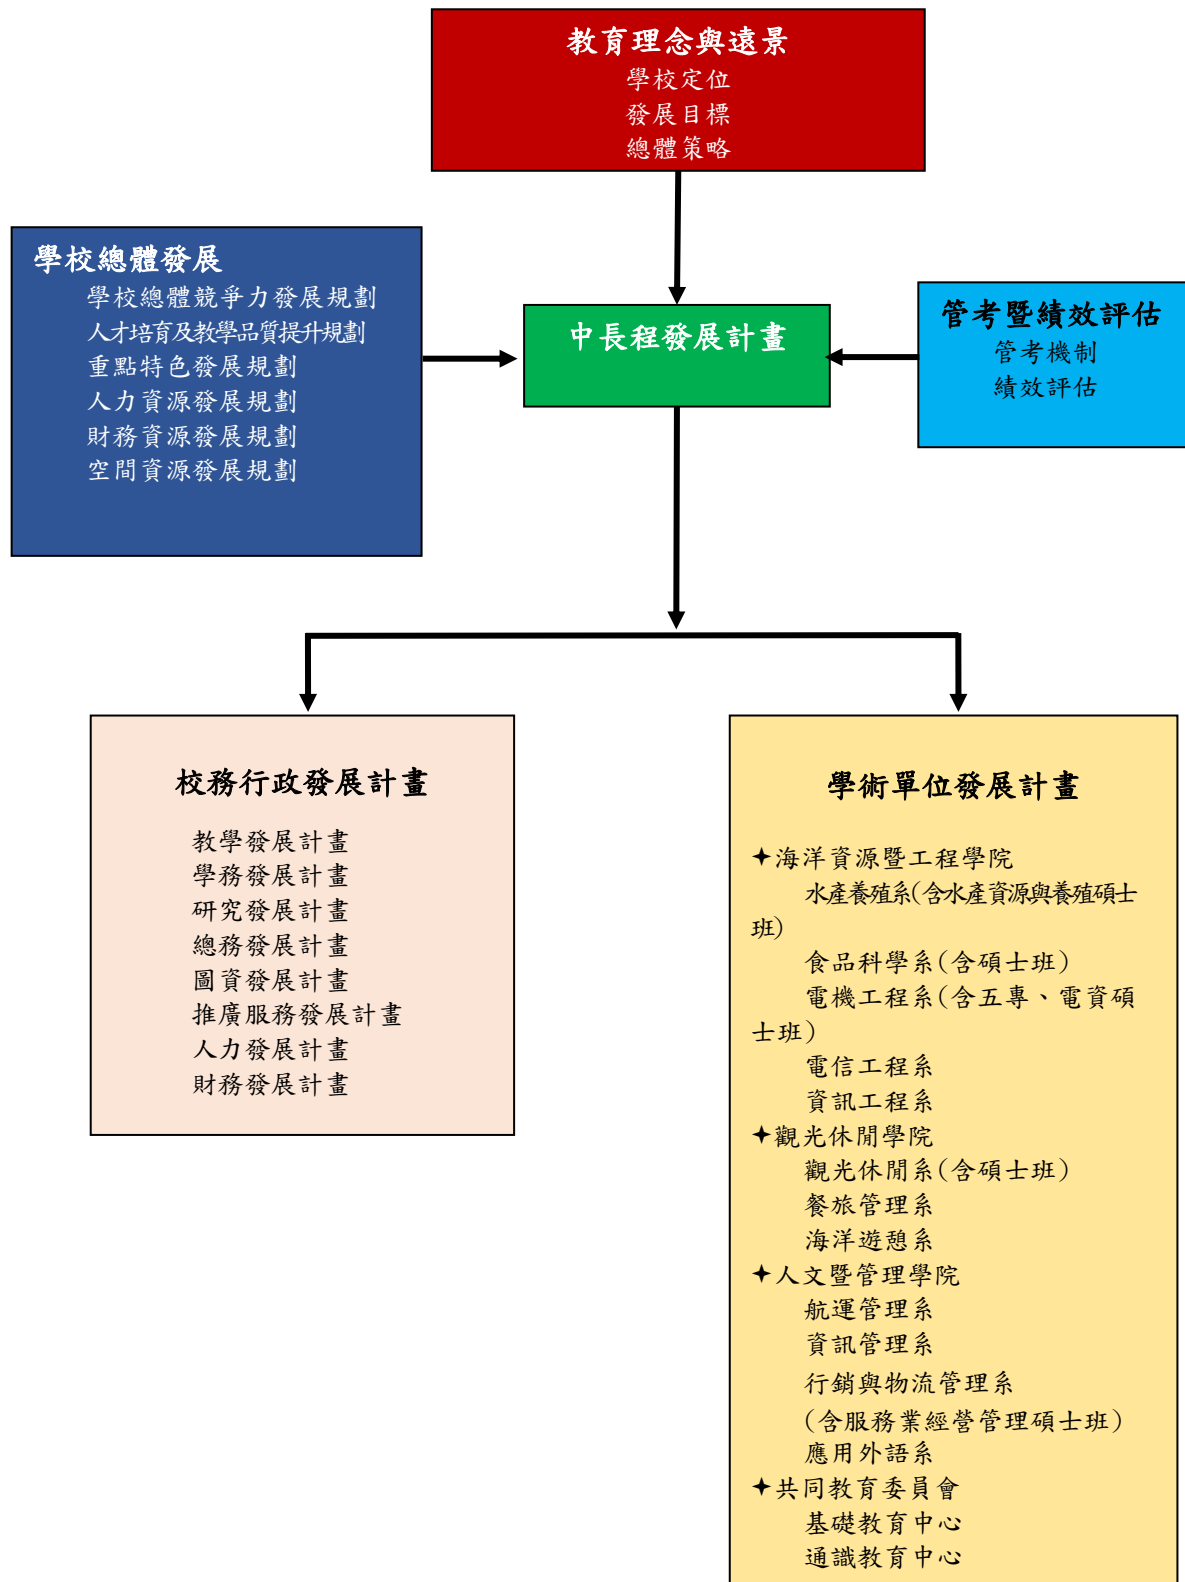 教育理念與遠景
學校定位
發展目標
總體策略
學校總體發展
學校總體競爭力發展規劃
人才培育及教學品質提升規劃
重點特色發展規劃
人力資源發展規劃
財務資源發展規劃
空間資源發展規劃
中長程發展計畫
管考暨績效評估
管考機制
績效評估
校務行政發展計畫
教學發展計畫
學務發展計畫
研究發展計畫
總務發展計畫
圖資發展計畫
推廣服務發展計畫
人力發展計畫
財務發展計畫
學術單位發展計畫
✦海洋資源暨工程學院
水產養殖系(含水產資源與養殖碩士
班)
食品科學系(含碩士班)
電機工程系(含五專、電資碩
士班)
電信工程系
資訊工程系
✦觀光休閒學院
觀光休閒系(含碩士班)
餐旅管理系
海洋遊憩系
✦人文暨管理學院
航運管理系
資訊管理系
行銷與物流管理系
(含服務業經營管理碩士班)
應用外語系
✦共同教育委員會
基礎教育中心
通識教育中心